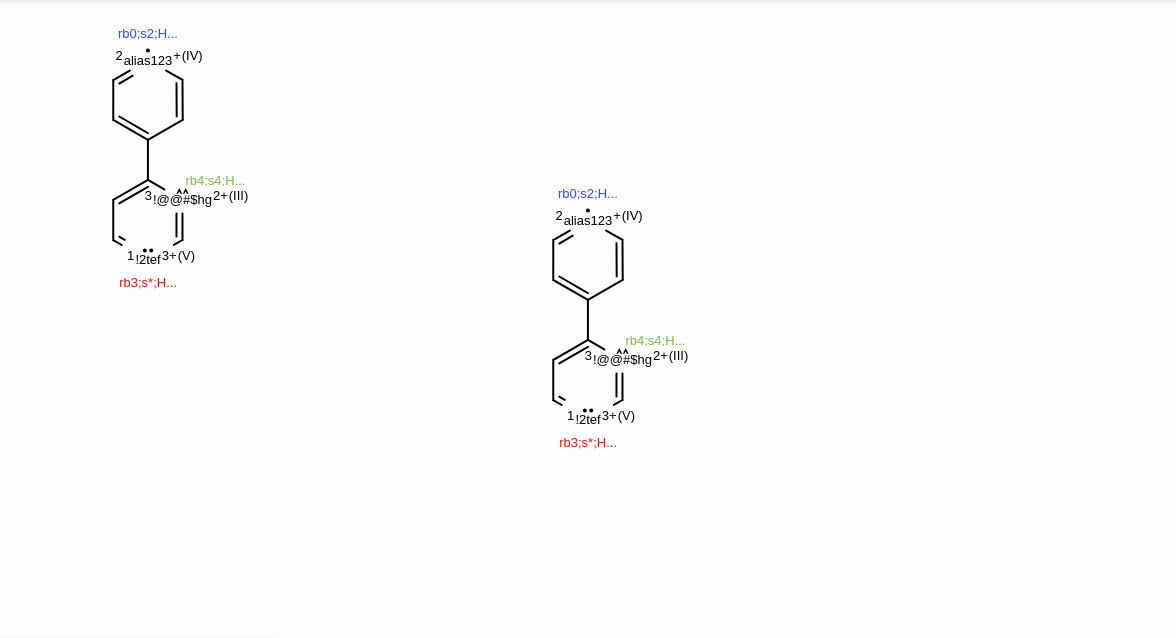 rb0;s2;H...
2alias123+(IV)
rb4;s4;H...
3!@@#$hg2+(III)
1!2tef3+(V)
rb3;s*;H...
rb0;s2;H...
2alias123+(IV)
rb4;s4;H...
3!@@#$hg2+(III)
1!2tef3+(V)
rb3;s*;H...